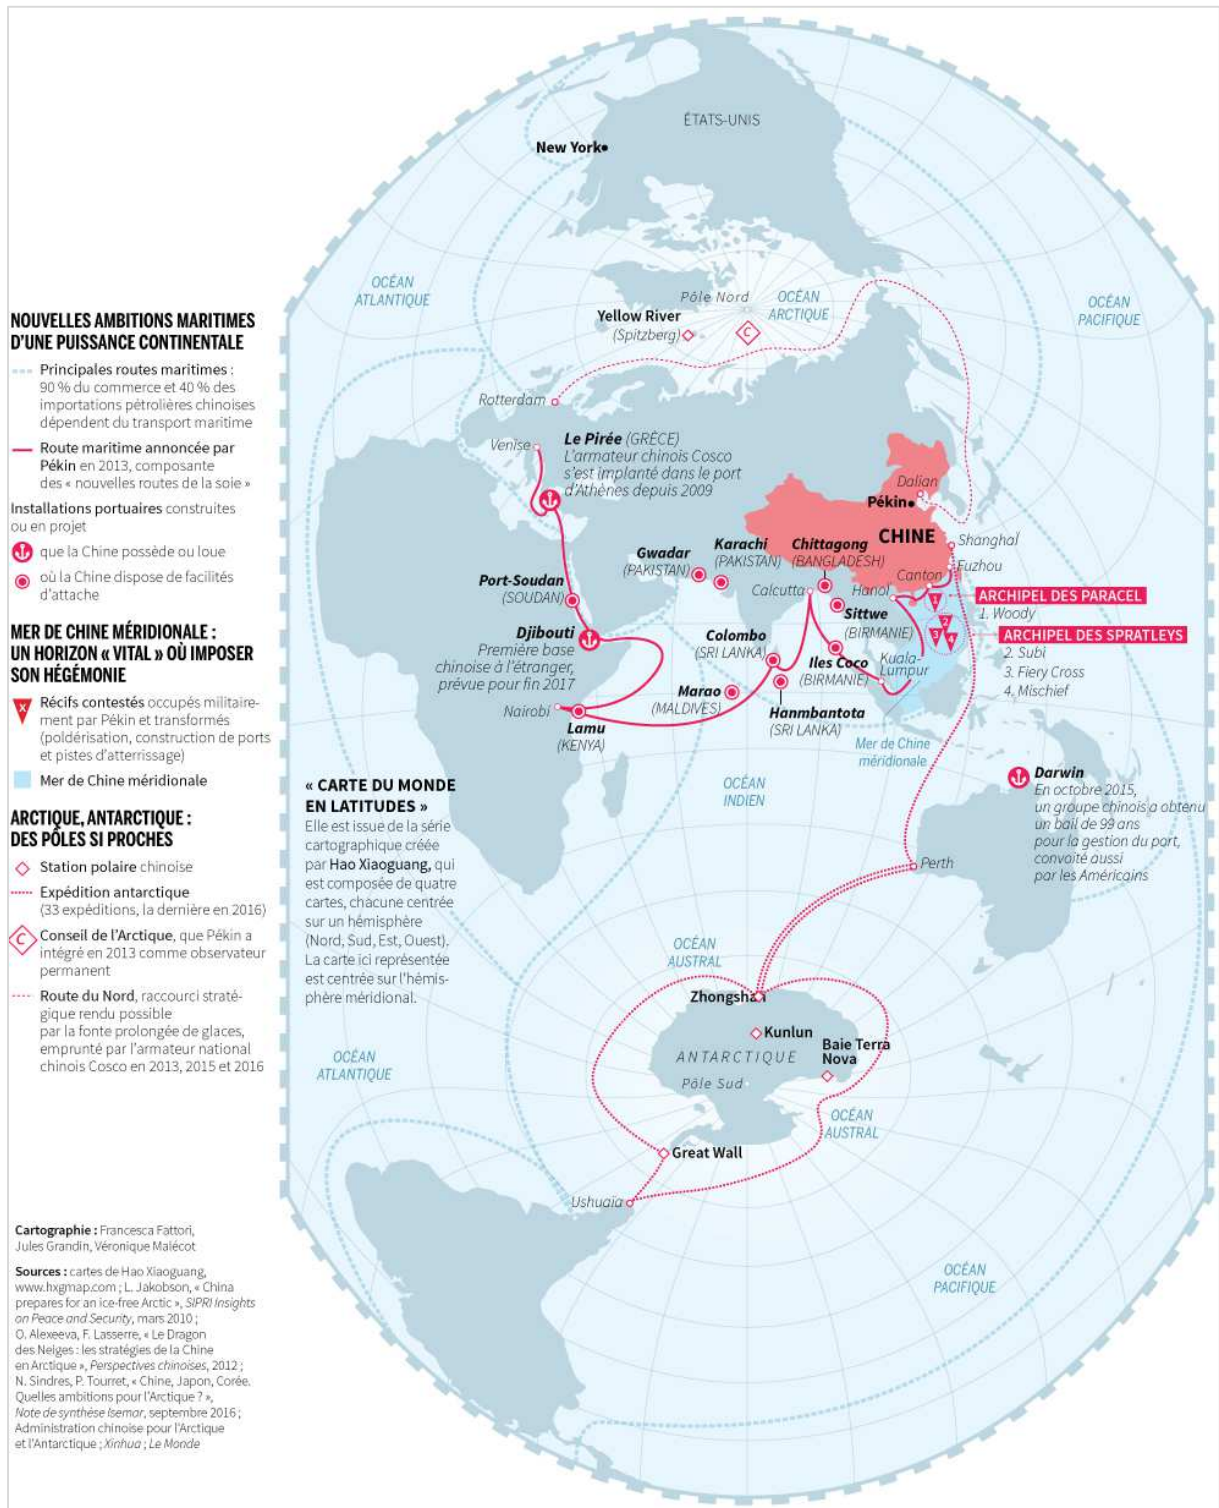 NOUVELLES AMBITIONS MARITIMES
D'UNE PUISSANCE CONTINENTALE
Principales routes maritimes :
90 % du commerce et 40 % des
importations pétrolières chinoises
dépendent du transport maritime
Route maritime annoncée par
Pékin en 2013, composante
des « nouvelles routes de la soie »
Installations portuaires construites
ou en projet
que la Chine possède ou loue
où la Chine dispose de facilités
d'attache
MER DE CHINE MÉRIDIONALE :
UN HORIZON « VITAL » OÙ IMPOSER
SON HÉGÉMONIE
X
Récifs contestés occupés militaire-
ment par Pékin et transformés
(poldérisation, construction de ports
et pistes d'atterrissage)
Mer de Chine méridionale
ARCTIQUE, ANTARCTIQUE :
DES PÔLES SI PROCHES
Station polaire chinoise
Expédition antarctique
(33 expéditions, la dernière en 2016)
C
Conseil de l'Arctique, que Pékin a
intégré en 2013 comme observateur
permanent
Route du Nord, raccourci straté-
gique rendu possible
par la fonte prolongée de glaces,
emprunté par l'armateur national
chinois Cosco en 2013, 2015 et 2016
Cartographie : Francesca Fattori,
Jules Grandin, Véronique Malécot
Sources : cartes de Hao Xiaoguang,
www.hxgmap.com ; L. Jakobson, « China
prepares for an ice-free Arctic », SIPRI Insights
on Peace and Security, mars 2010 ;
O. Alexeeva, F. Lasserre, « Le Dragon
des Neiges : les stratégies de la Chine
en Arctique », Perspectives chinoises, 2012 ;
N. Sindres, P. Tourret, « Chine, Japon, Corée.
Quelles ambitions pour l'Arctique ? »,
Note de synthèse Isemar, septembre 2016 ;
Administration chinoise pour l'Arctique
et l'Antarctique ; Xinhua ; Le Monde
ÉTATS-UNIS
New York
OCÉAN
ATLANTIQUE
Pôle Nord
OCÉAN
ARCTIQUE
OCÉAN
PACIFIQUE
Yellow River
(Spitzberg)
C
Rotterdam
Venise
Le Pirée (GRÈCE)
L'armateur chinois Cosco
s'est implanté dans le port
d'Athènes depuis 2009
Dalian
Pékin
CHINE
Shanghaï
Fuzhou
Canton
Hanoï
Gwadar
(PAKISTAN)
Karachi
(PAKISTAN)
Chittagong
(BANGLADESH)
Calcutta
Port-Soudan
(SOUDAN)
Sittwe
(BIRMANIE)
ARCHIPEL DES PARACEL
1. Woody
ARCHIPEL DES SPRATLEYS
2. Subi
3. Fiery Cross
4. Mischief
1
2
3
4
Djibouti
Première base
chinoise à l'étranger,
prévue pour fin 2017
Colombo
(SRI LANKA)
Iles Coco
(BIRMANIE)
Kuala-
Lumpur
Marao
(MALDIVES)
Hanmbantota
(SRI LANKA)
Nairobi
Lamu
(KENYA)
Mer de Chine
méridionale
« CARTE DU MONDE
EN LATITUDES »
Elle est issue de la série
cartographique créée
par Hao Xiaoguang, qui
est composée de quatre
cartes, chacune centrée
sur un hémisphère
(Nord, Sud, Est, Ouest).
La carte ici représentée
est centrée sur l'hémis-
phère méridional.
OCÉAN
INDIEN
Darwin
En octobre 2015,
un groupe chinois a obtenu
un bail de 99 ans
pour la gestion du port,
convoité aussi
par les Américains
Perth
OCÉAN
AUSTRAL
Zhongshan
Kunlun
Baie Terra
Nova
ANTARCTIQUE
Pôle Sud
OCÉAN
ATLANTIQUE
OCÉAN
AUSTRAL
Great Wall
Ushuaïa
OCÉAN
PACIFIQUE